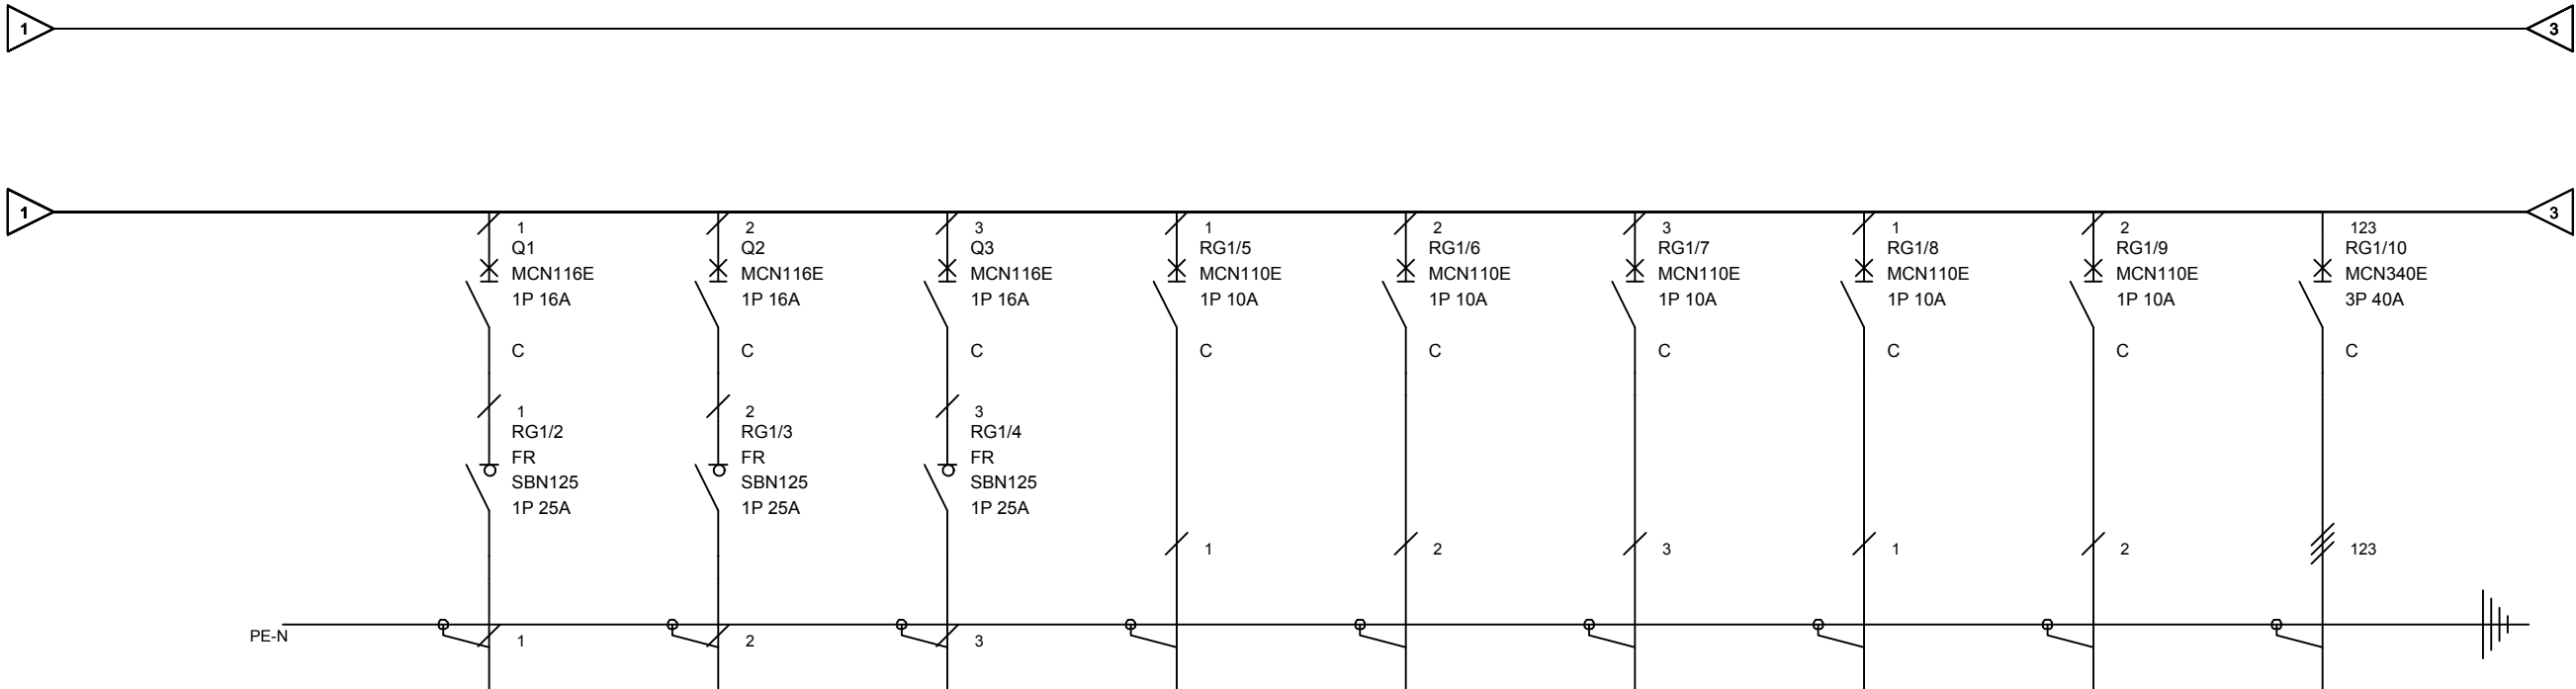 1
3
1
3
1
Q1
MCN116E
1P 16A
C
1
RG1/2
FR
SBN125
1P 25A
2
Q2
MCN116E
1P 16A
C
2
RG1/3
FR
SBN125
1P 25A
3
Q3
MCN116E
1P 16A
C
3
RG1/4
FR
SBN125
1P 25A
1
RG1/5
MCN110E
1P 10A
C
1
2
RG1/6
MCN110E
1P 10A
C
2
3
RG1/7
MCN110E
1P 10A
C
3
1
RG1/8
MCN110E
1P 10A
C
1
2
RG1/9
MCN110E
1P 10A
C
2
123
RG1/10
MCN340E
3P 40A
C
123
PE-N
1
2
3